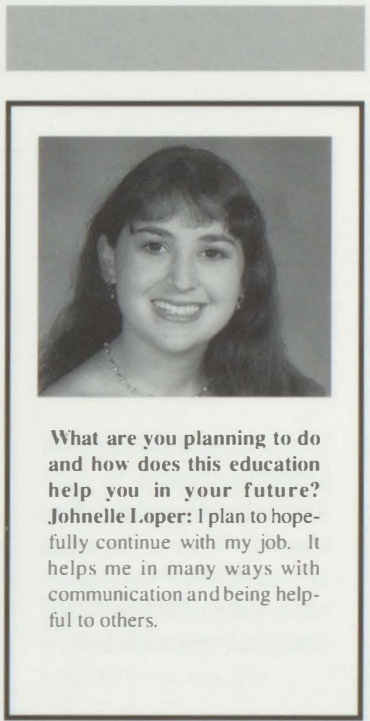 What are you planning to do
and how does this education
help you in your future?
Johnelle Loper: I plan to hope-
fully continue with my job. It
helps me in many ways with
communication and being help-
ful to others.